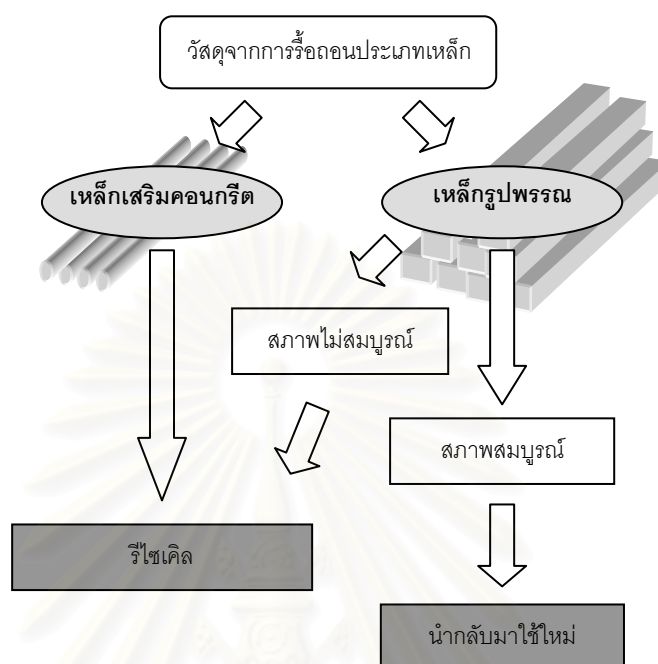 วัสดุจากการรื้อถอนประเภทเหล็ก
เหล็กเสริมคอนกรีต
เหล็กรูปพรรณ
สภาพไม่สมบูรณ์
สภาพสมบูรณ์
รีไซเคิล
นำกลับมาใช้ใหม่